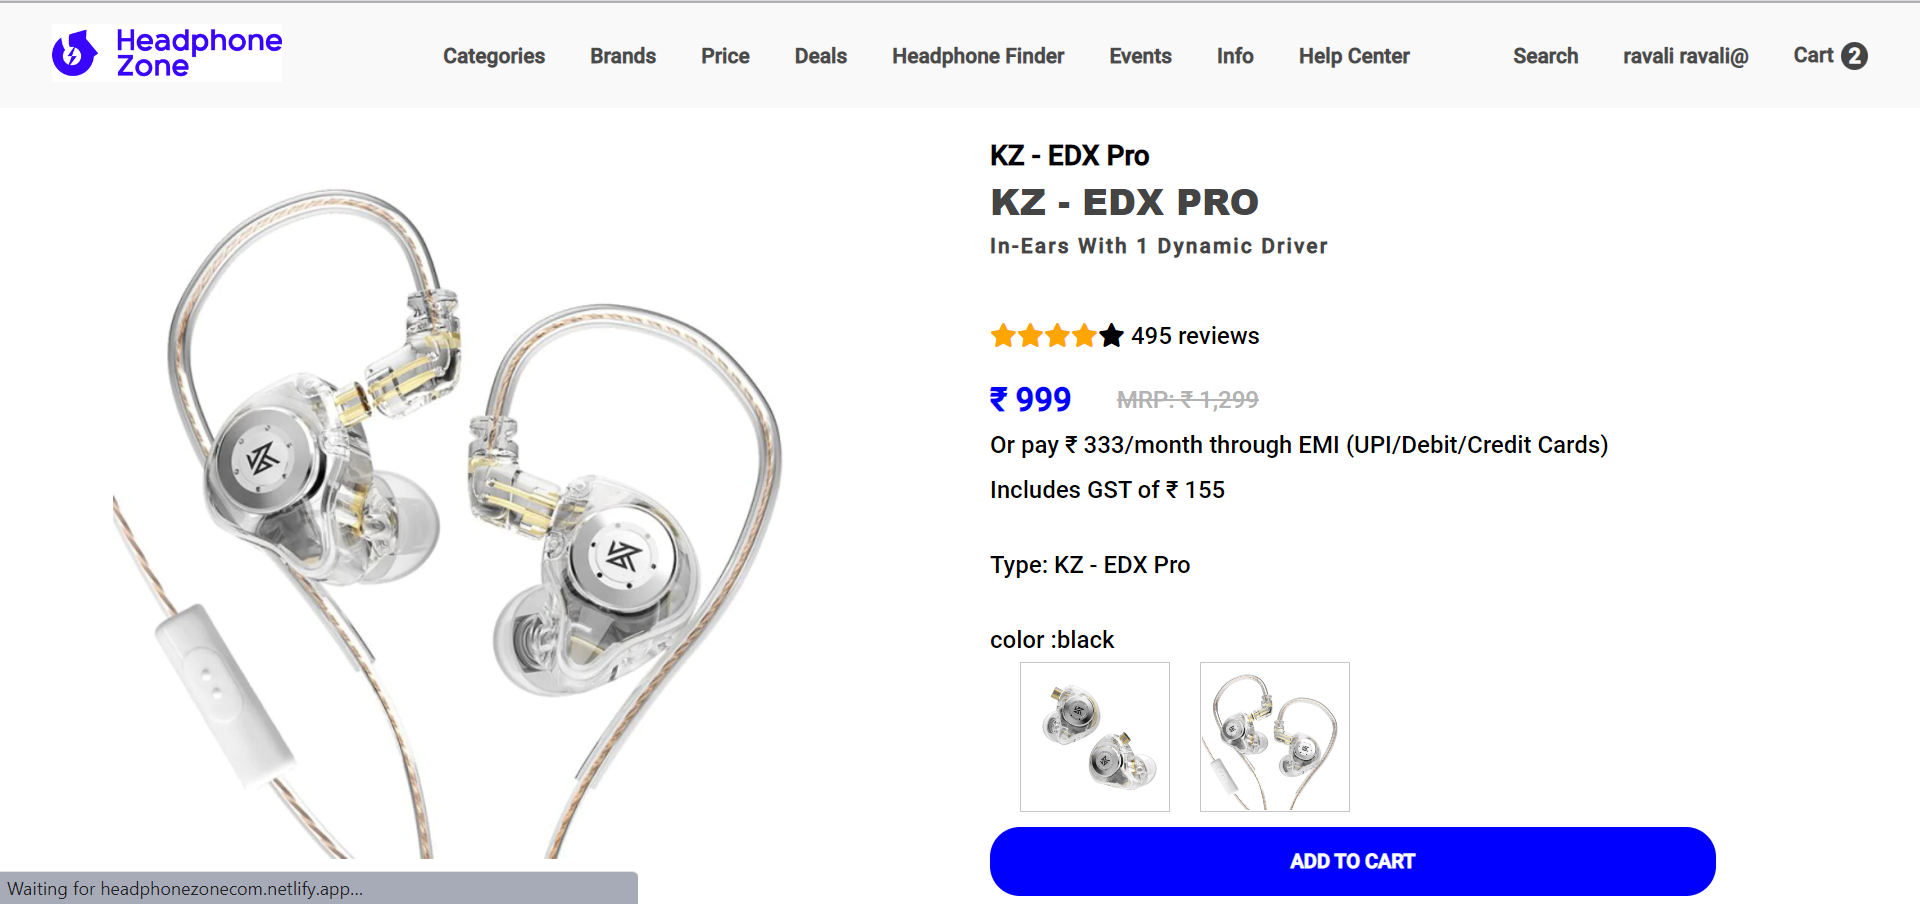 Headphone
Zone
Categories Brands Price Deals Headphone Finder Events Info Help Center Search ravali ravali@ Cart 2
KZ - EDX Pro
KZ - EDX PRO
In-Ears With 1 Dynamic Driver
495 reviews
₹ 999 MRP: ₹ 1,299
Or pay ₹ 333/month through EMI (UPI/Debit/Credit Cards)
Includes GST of ₹ 155
Type: KZ - EDX Pro
color :black
ADD TO CART
Waiting for headphonezonecom.netlify.app...